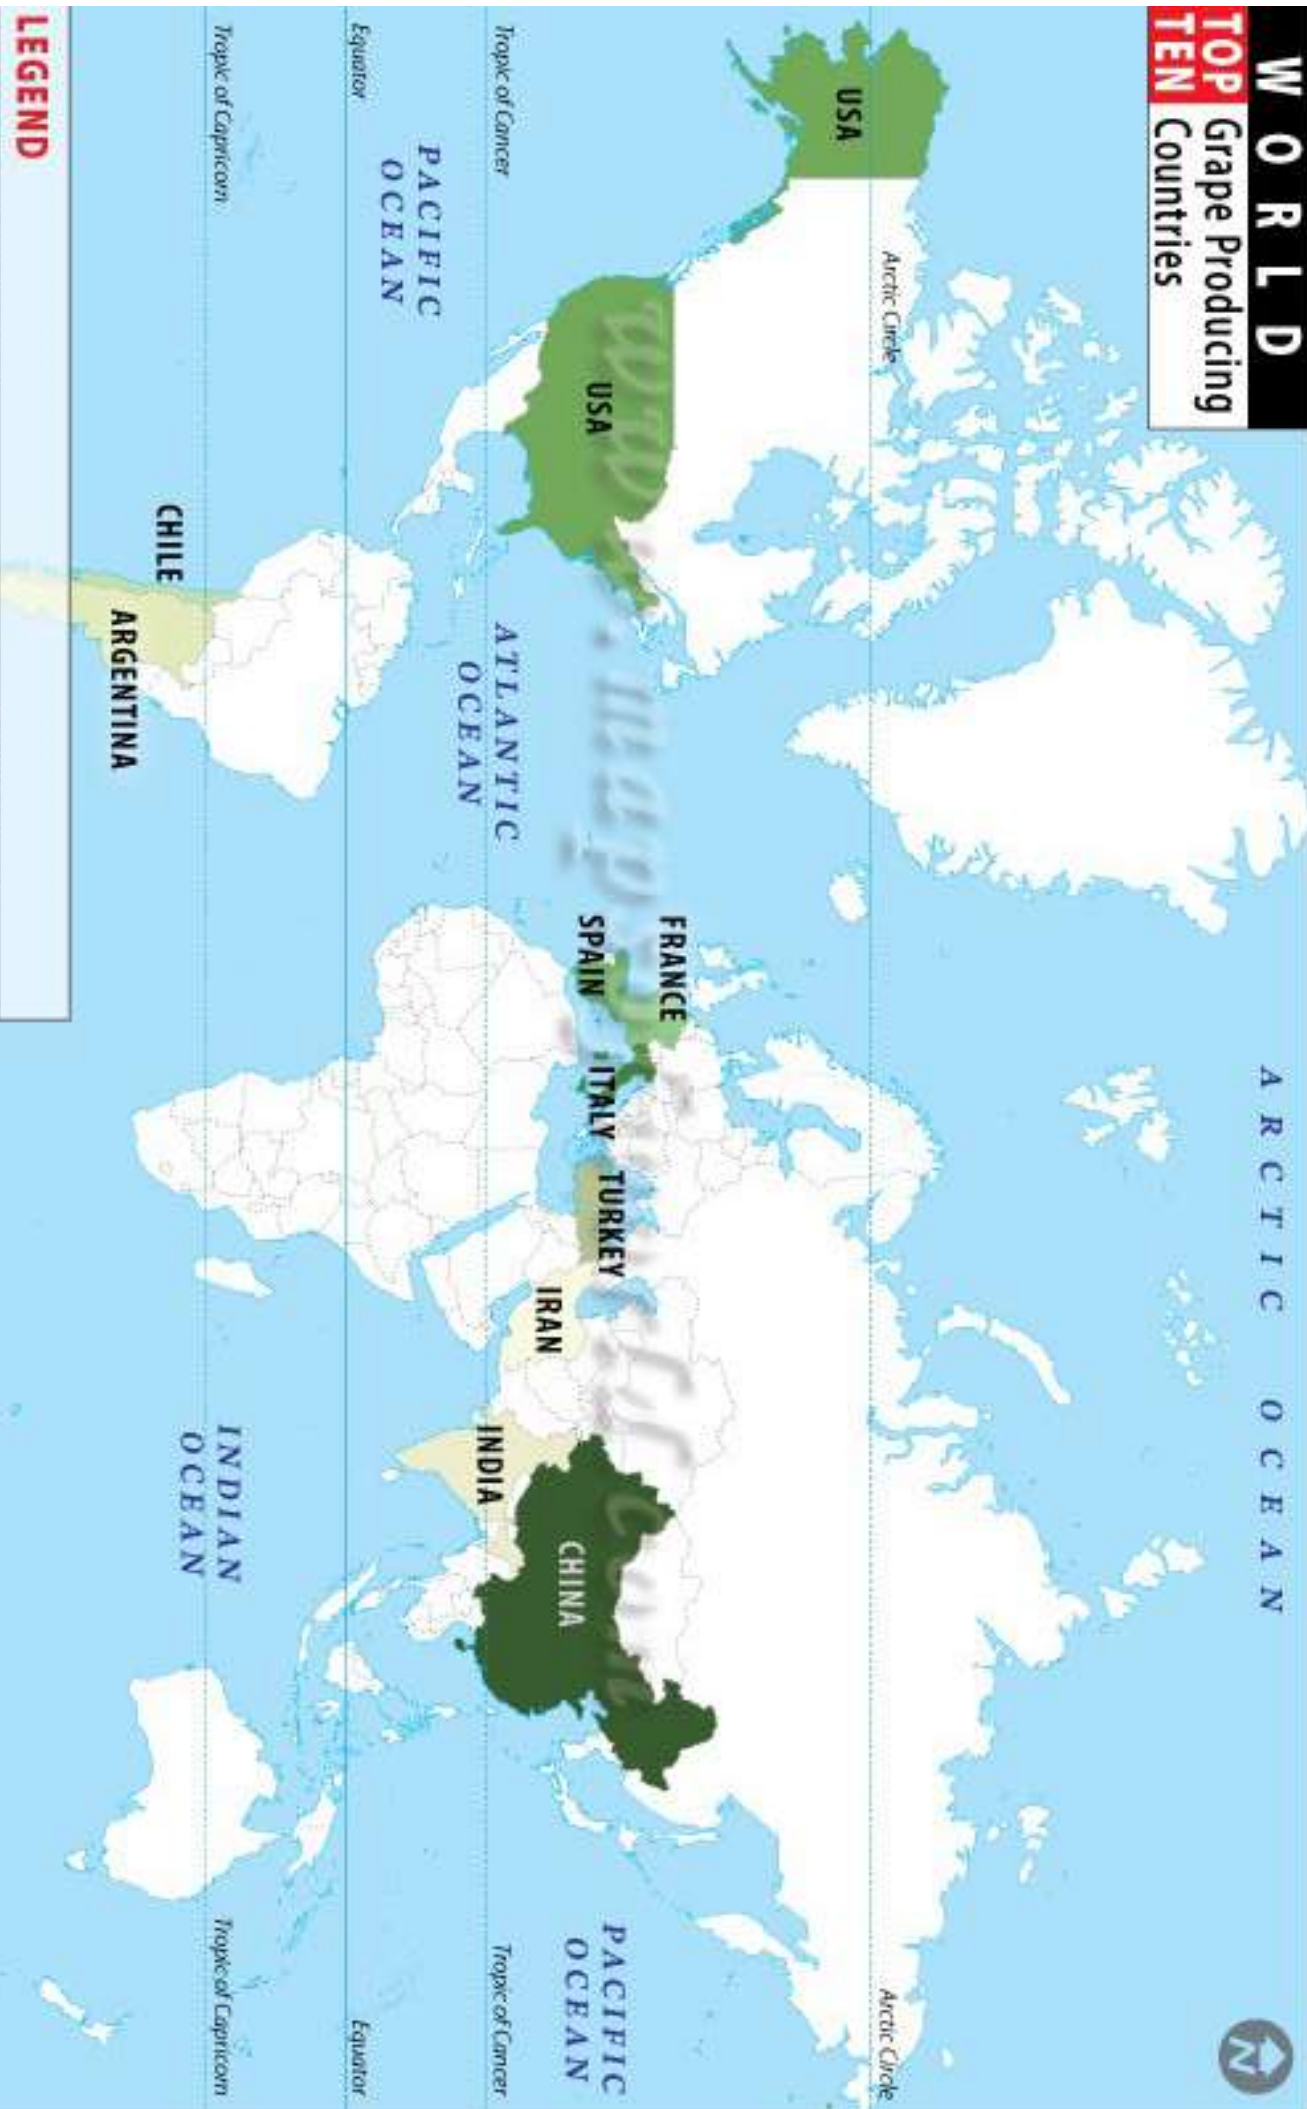 WORLD
TOP TEN
Grape Producing
Countries
ARCTIC OCEAN
N
Arctic Circle
Arctic Circle
USA
USA
FRANCE
SPAIN
ITALY
TURKEY
IRAN
INDIA
CHINA
PACIFIC
OCEAN
ATLANTIC
OCEAN
PACIFIC
OCEAN
Tropic of Cancer
Tropic of Cancer
Equator
Equator
INDIAN
OCEAN
Tropic of Capricorn
Tropic of Capricorn
CHILE
ARGENTINA
LEGEND